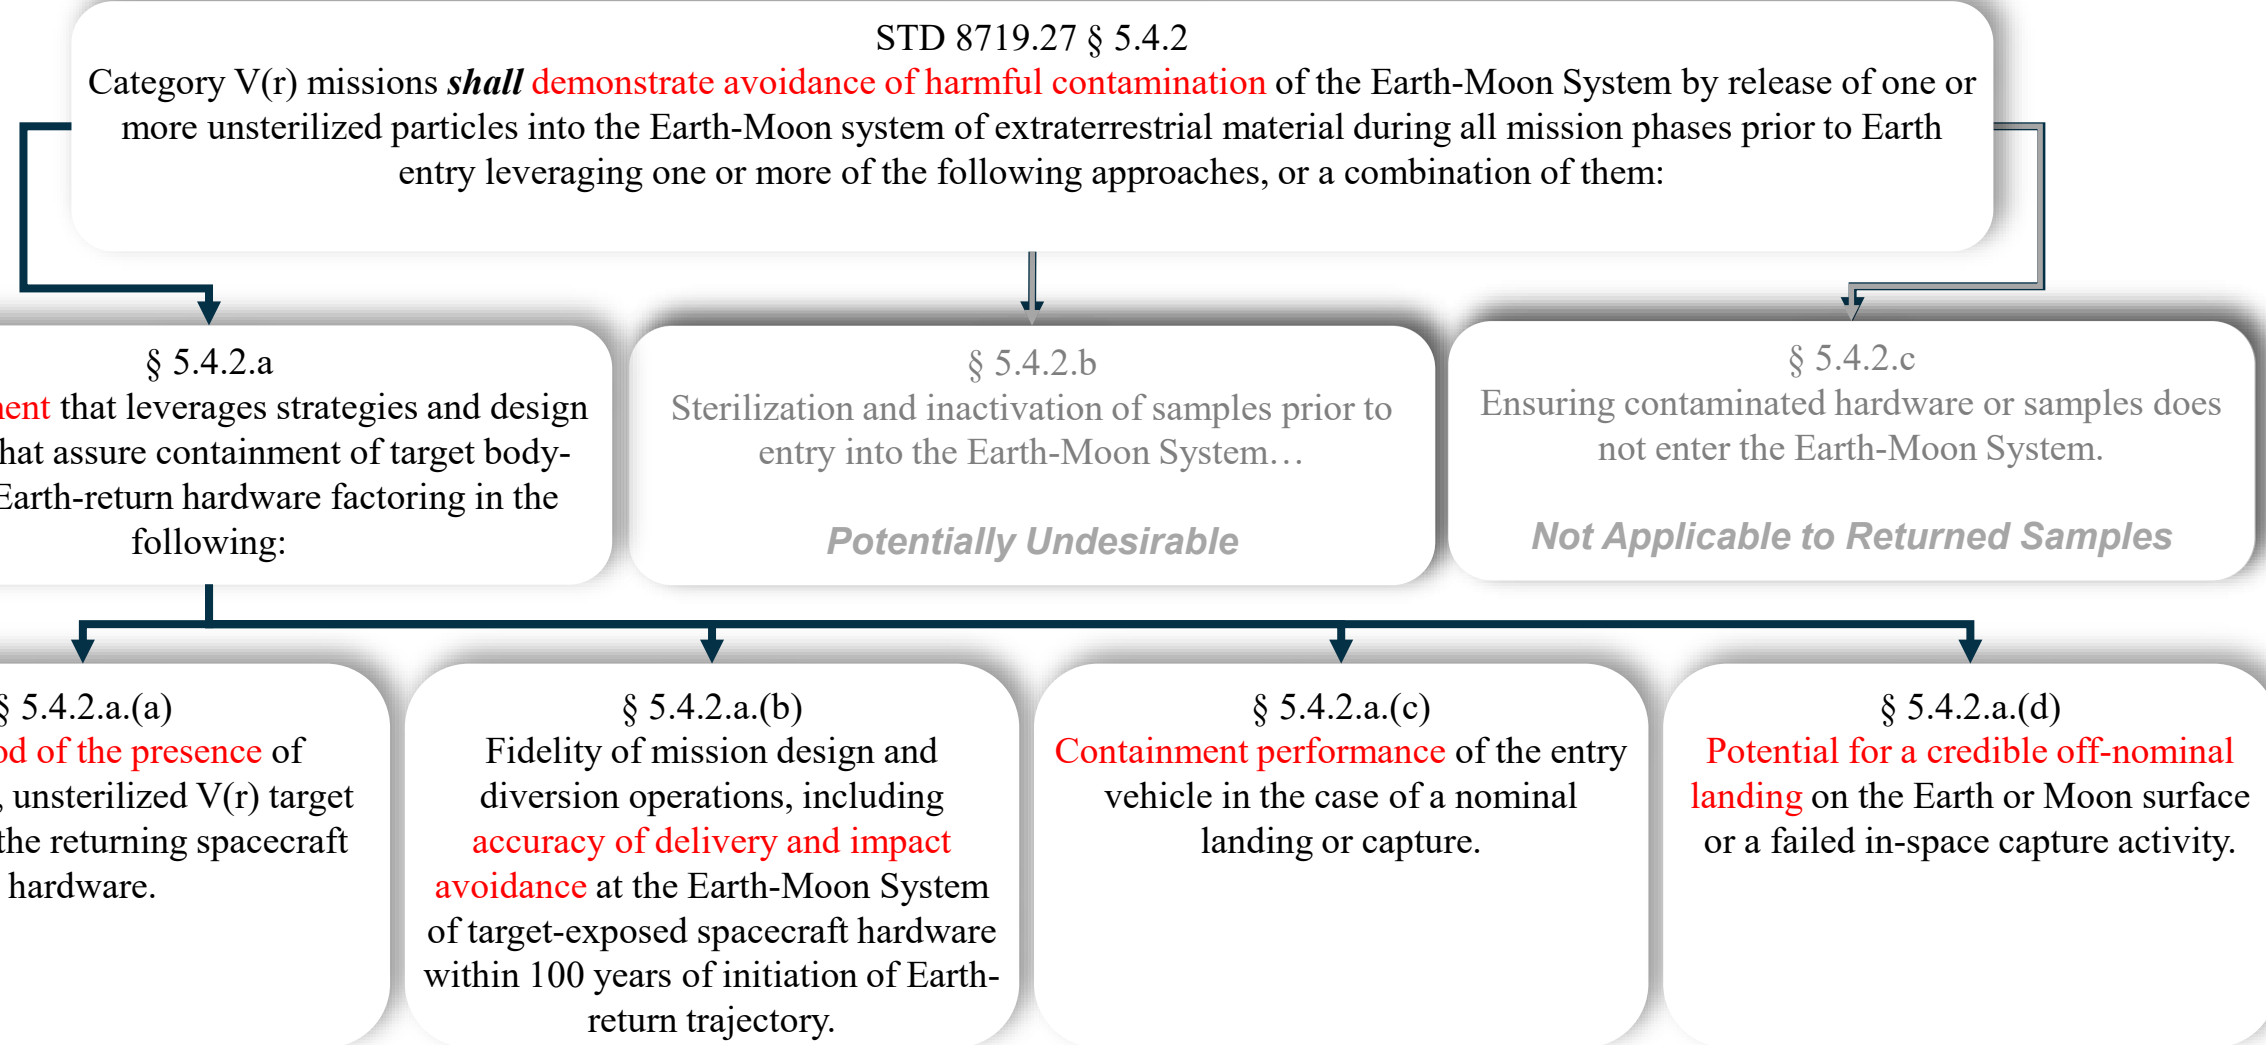 STD 8719.27 § 5.4.2
Category V(r) missions shall demonstrate avoidance of harmful contamination of the Earth-Moon System by release of one or
more unsterilized particles into the Earth-Moon system of extraterrestrial material during all mission phases prior to Earth
entry leveraging one or more of the following approaches, or a combination of them:
§ 5.4.2.a
that leverages strategies and design
that assure containment of target body-
Earth-return hardware factoring in the
following:
§ 5.4.2.b
Sterilization and inactivation of samples prior to
entry into the Earth-Moon System…
Potentially Undesirable
§ 5.4.2.c
Ensuring contaminated hardware or samples does
not enter the Earth-Moon System.
Not Applicable to Returned Samples
§ 5.4.2.a.(a)
of the presence of
, unsterilized V(r) target
the returning spacecraft
hardware.
§ 5.4.2.a.(b)
Fidelity of mission design and
diversion operations, including
accuracy of delivery and impact
avoidance at the Earth-Moon System
of target-exposed spacecraft hardware
within 100 years of initiation of Earth-
return trajectory.
§ 5.4.2.a.(c)
Containment performance of the entry
vehicle in the case of a nominal
landing or capture.
§ 5.4.2.a.(d)
Potential for a credible off-nominal
landing on the Earth or Moon surface
or a failed in-space capture activity.